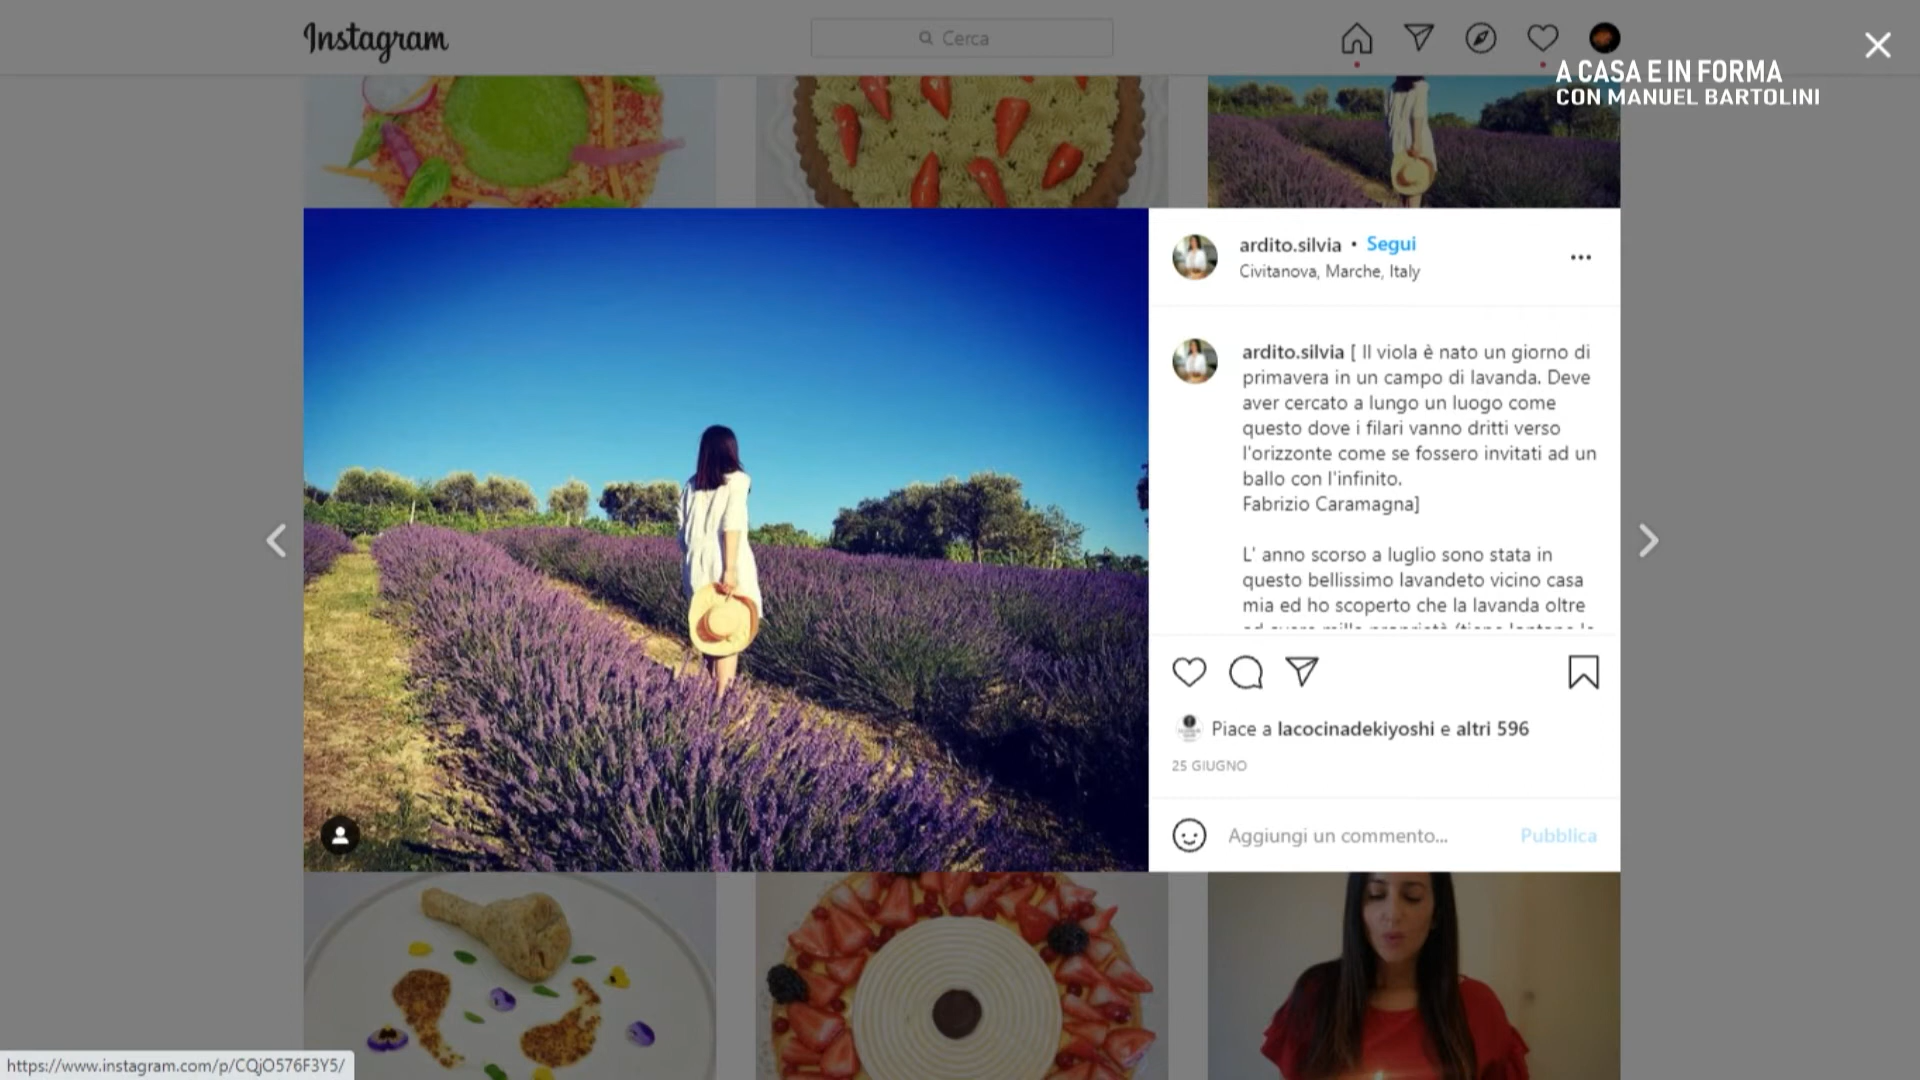 Instagram
Cerca
A CASA E IN FORMA
CON MANUEL BARTOLINI
ardito.silvia • Segui
Civitanova, Marche, Italy
ardito.silvia [ Il viola è nato un giorno di
primavera in un campo di lavanda. Deve
aver cercato a lungo un luogo come
questo dove i filari vanno dritti verso
l'orizzonte come se fossero invitati ad un
ballo con l'infinito.
Fabrizio Caramagna]
L' anno scorso a luglio sono stata in
questo bellissimo lavandeto vicino casa
mia ed ho scoperto che la lavanda oltre
Piace a lacocinadekiyoshi e altri 596
25 GIUGNO
Aggiungi un commento...
Pubblica
https://www.instagram.com/p/CQjO576F3Y5/